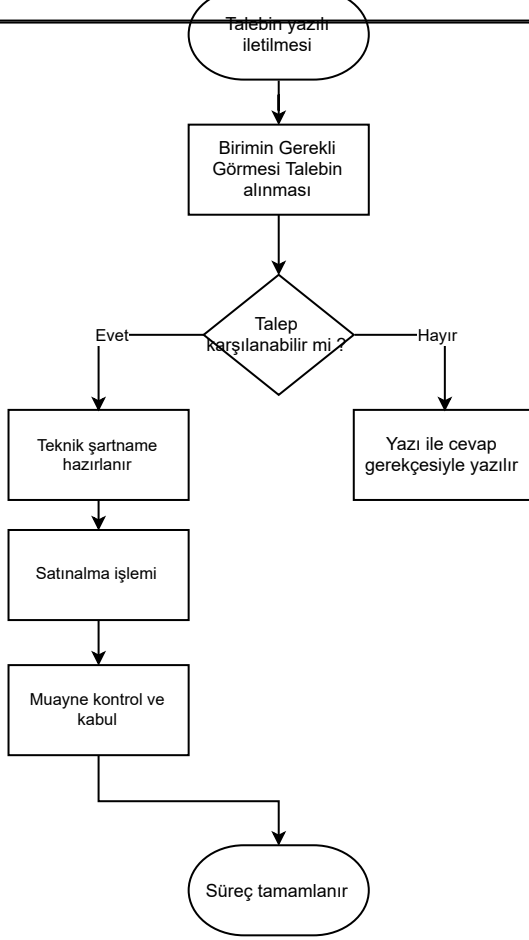 Talebin yazılı
iletilmesi
Birimin Gerekli
Görmesi Talebin
alınması
Talep
karşılanabilir mi ?
Evet
Hayır
Teknik şartname
hazırlanır
Yazı ile cevap
gerekçesiyle yazılır
Satınalma işlemi
Muayne kontrol ve
kabul
Süreç tamamlanır